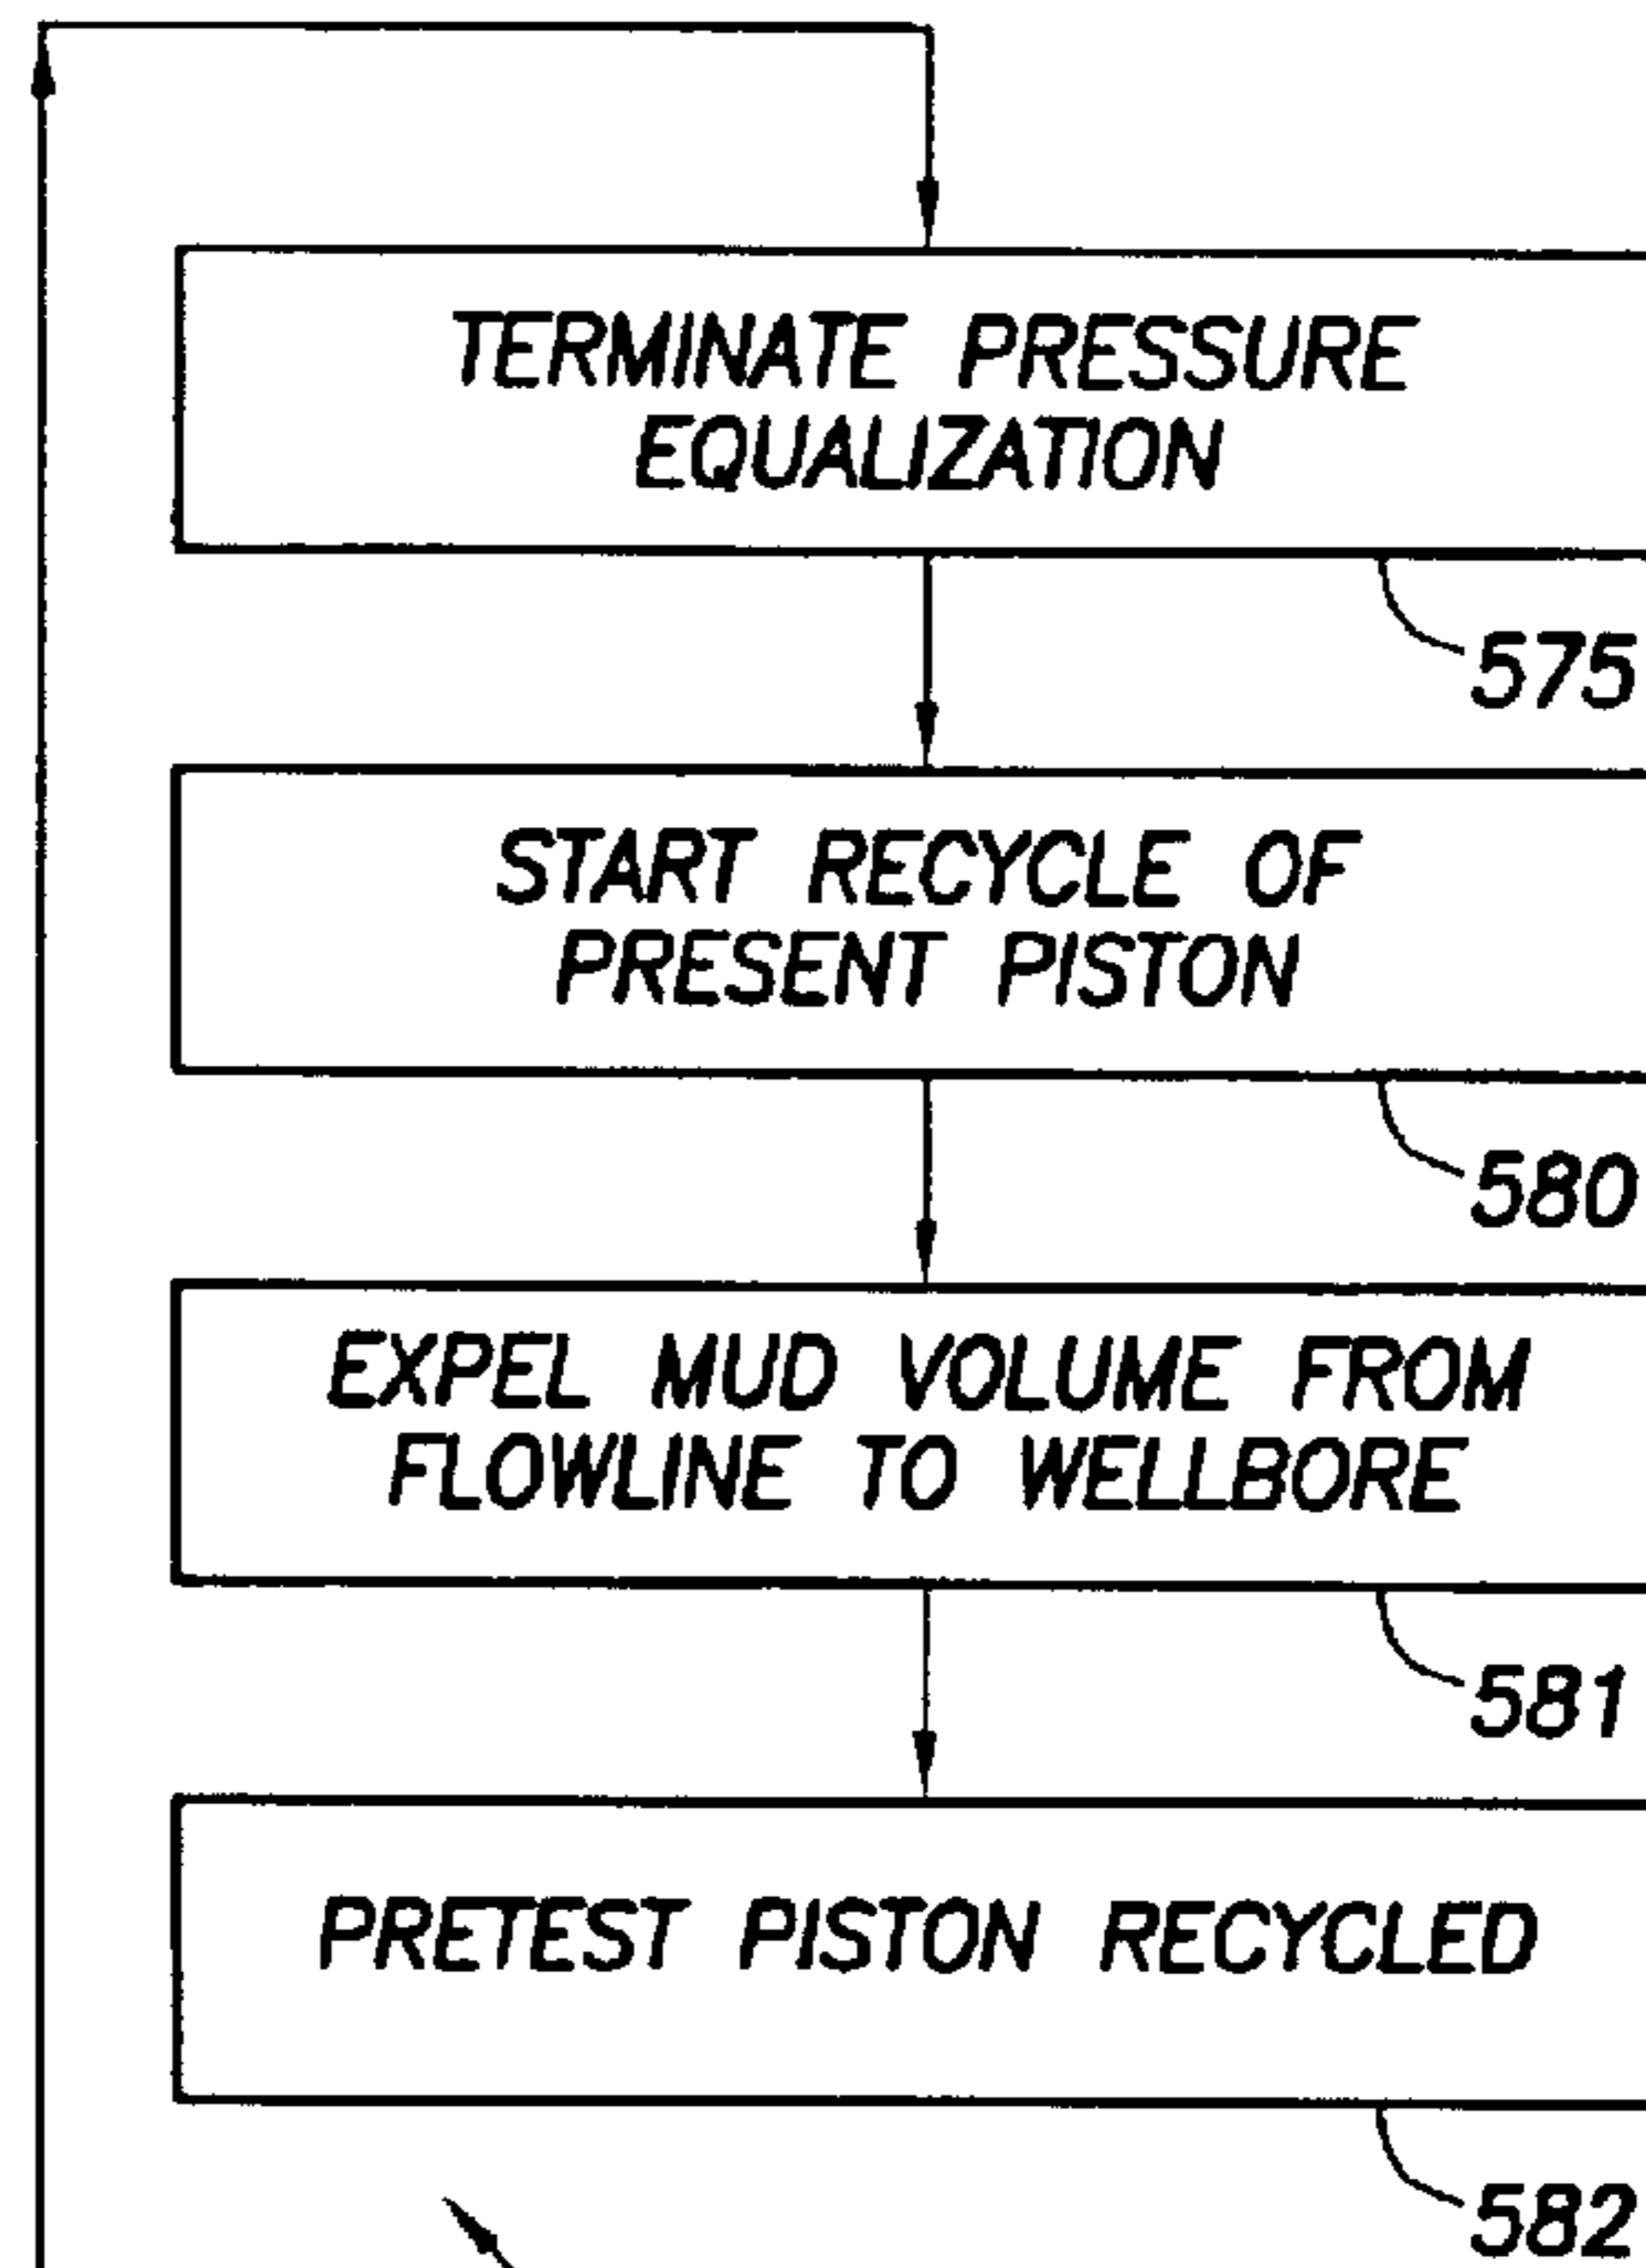 TERMINATE PRESSURE
EQUALIZATION
575
START RECYCLE OF
PRESENT PISTON
580
EXPEL MUD VOLUME FROM
FLOWLINE TO WELLBORE
581
PRETEST PISTON RECYCLED
582